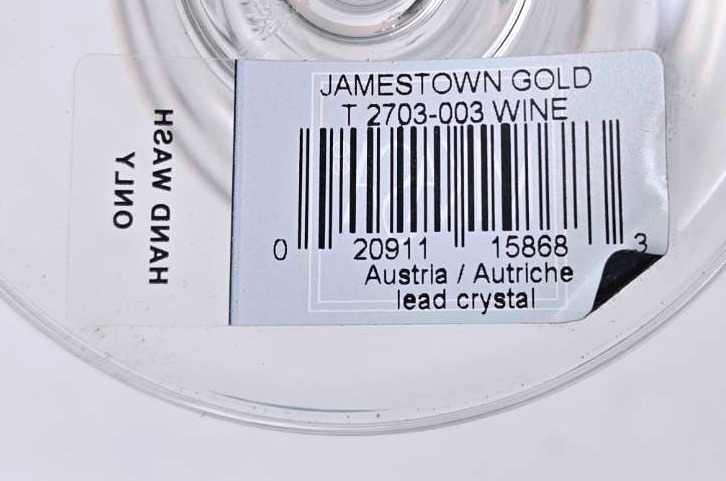 JAMESTOWN GOLD
T 2703-003 WINE
0 20911 15868 3
Austria / Autriche
lead crystal
HAND WASH
ONLY